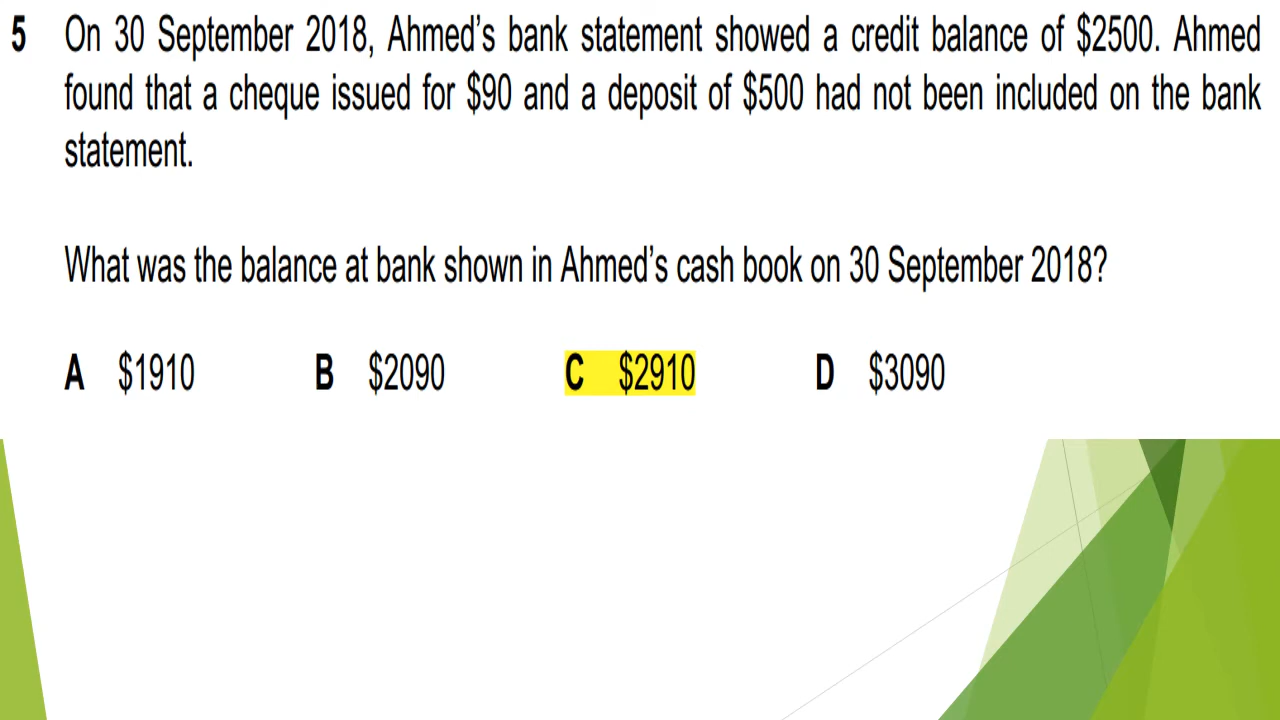 5 On 30 September 2018, Ahmed’s bank statement showed a credit balance of $2500. Ahmed
found that a cheque issued for $90 and a deposit of $500 had not been included on the bank
statement.
What was the balance at bank shown in Ahmed’s cash book on 30 September 2018?
A $1910 B $2090 C $2910 D $3090